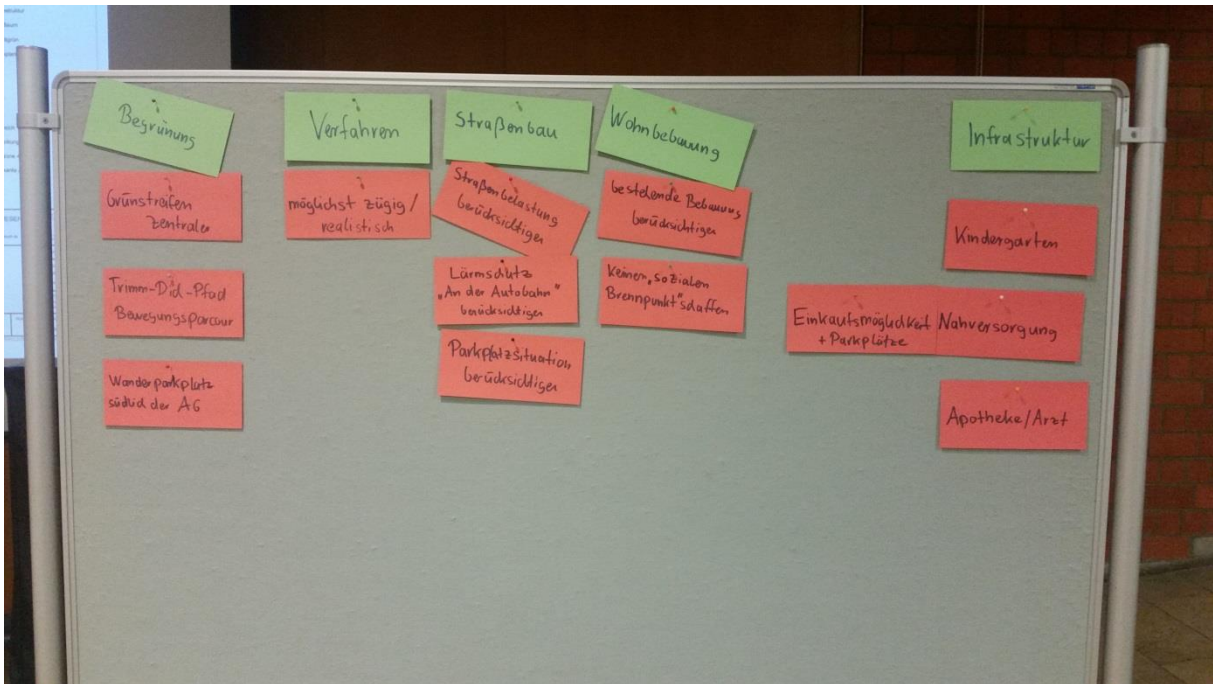 Begrünung
Grünstreifen
zentraler
Trimm-Dich-Pfad
Bewegungsparcour
Wanderparkplatz
südlich der AG
Verfahren
möglichst zügig /
realistisch
Straßenbau
Straßenbelastung
berücksichtigen
Lärmschutz
„An der Autobahn"
berücksichtigen
Parkplatzsituation
berücksichtigen
Wohnbebauung
bestehende Bebauung
berücksichtigen
Keinen „sozialen
Brennpunkt" schaffen
Infrastruktur
Kindergarten
Einkaufsmöglichkeit
+ Parkplätze
Nahversorgung
Apotheke/Arzt